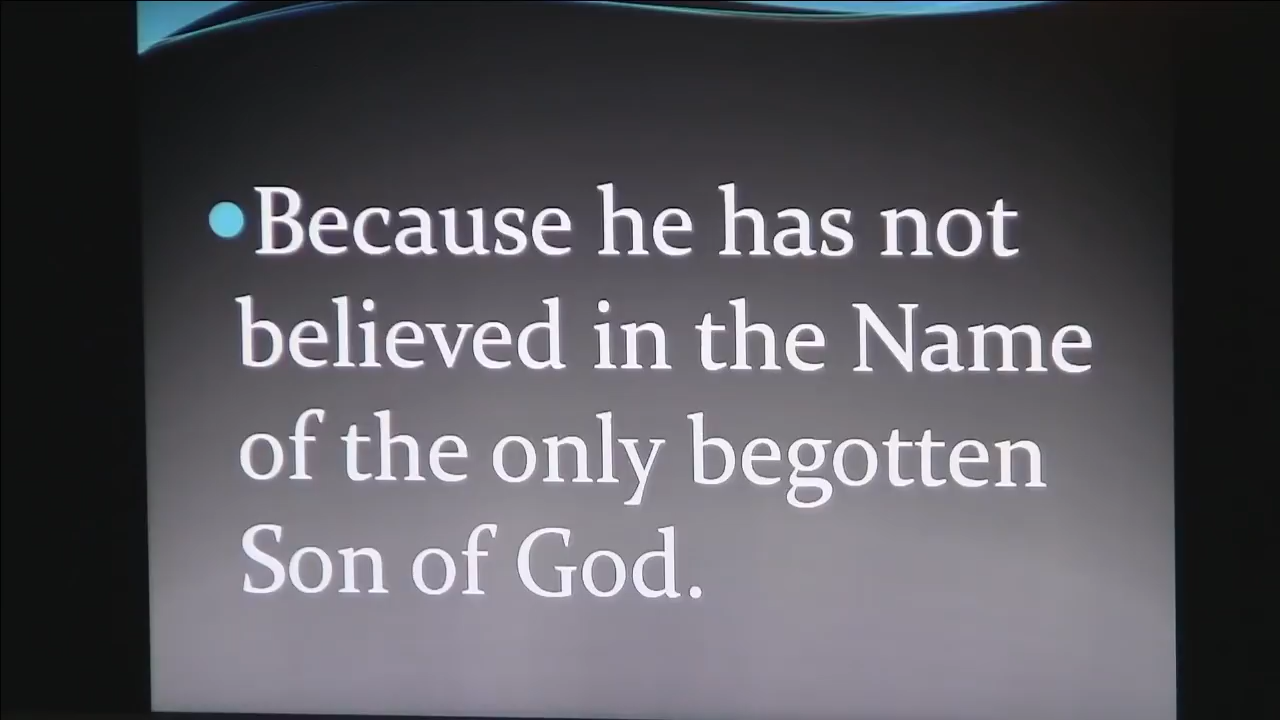 •Because he has not
believed in the Name
of the only begotten
Son of God.